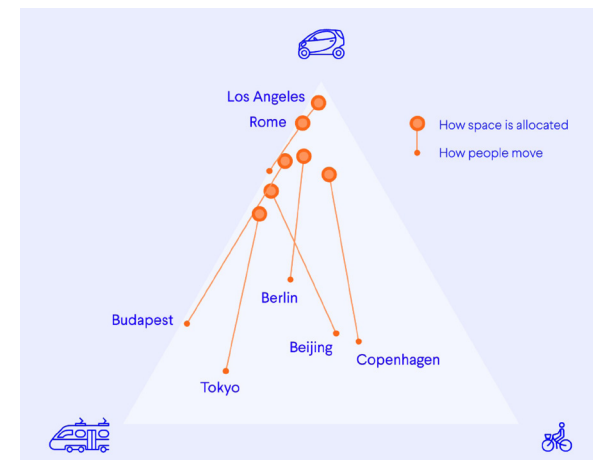 Los Angeles
Rome
How space is allocated
How people move
Berlin
Budapest
Beijing
Copenhagen
Tokyo